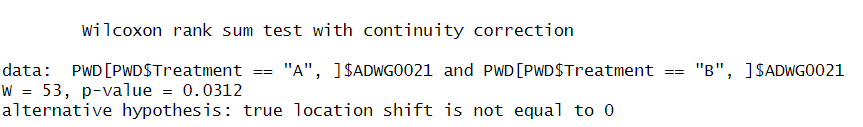 Wilcoxon rank sum test with continuity correction
data:  PWD[PWD$Treatment == "A", ]$ADWG0021 and PWD[PWD$Treatment == "B", ]$ADWG0021
W = 53, p-value = 0.0312
alternative hypothesis: true location shift is not equal to 0